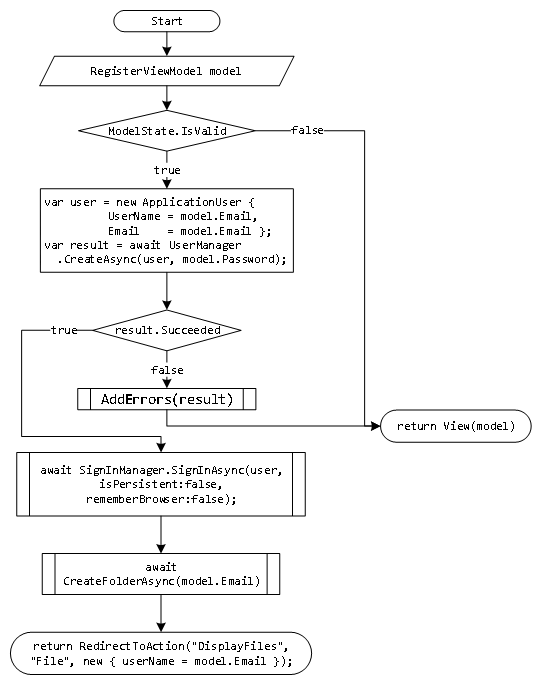 Start
RegisterViewModel model
ModelState.IsValid
false
true
var user = new ApplicationUser {
UserName = model.Email,
Email    = model.Email };
var result = await UserManager
.CreateAsync(user, model.Password);
true
result.Succeeded
false
AddErrors(result)
return View(model)
await SignInManager.SignInAsync(user,
isPersistent:false,
rememberBrowser:false);
await
CreateFolderAsync(model.Email)
return RedirectToAction("DisplayFiles",
"File", new { userName = model.Email });